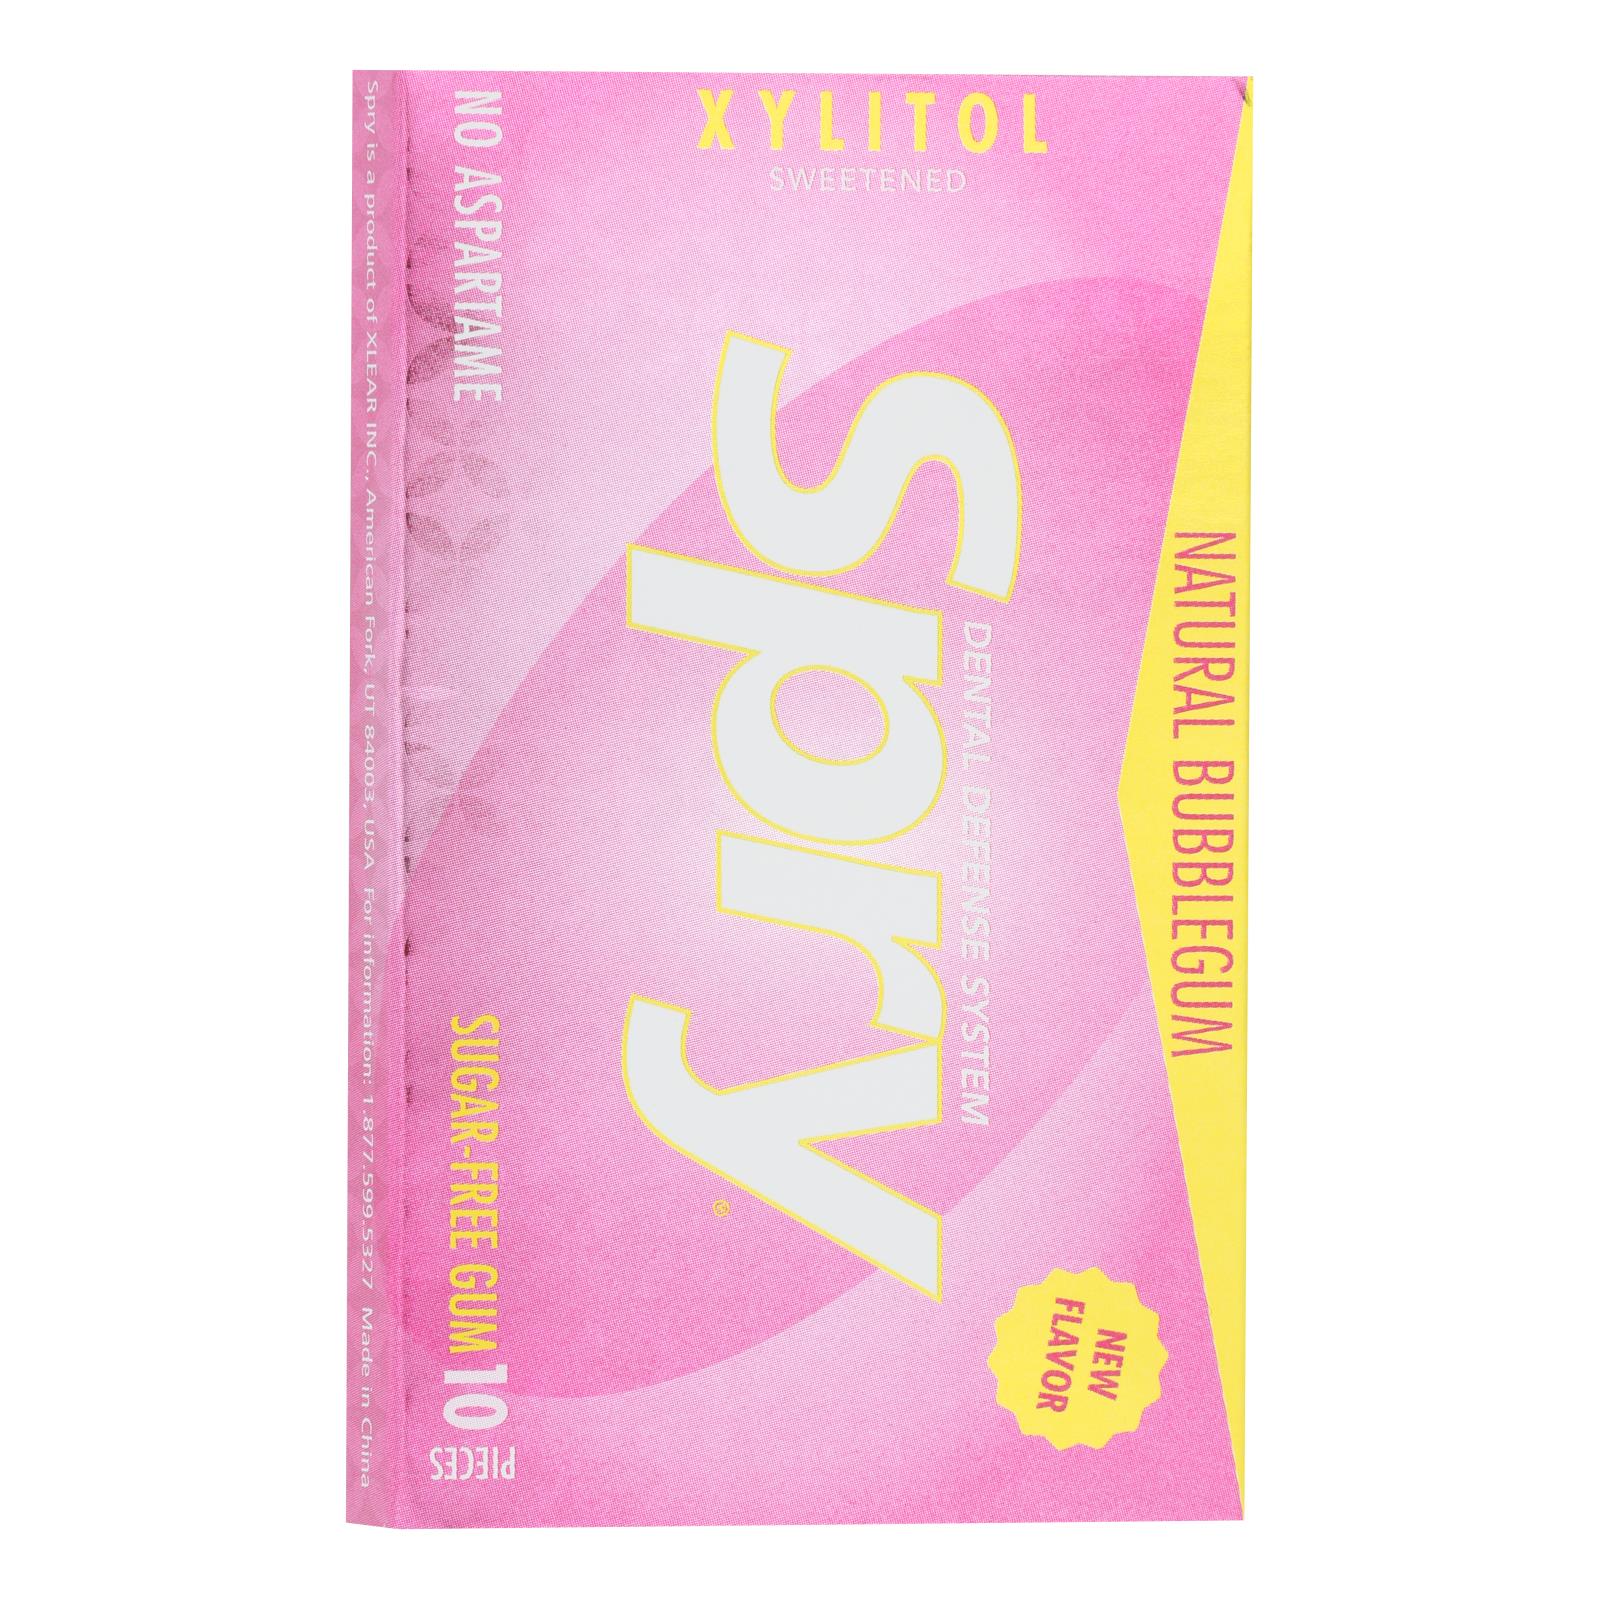 XYLITOL
SWEETENED
NATURAL BUBBLEGUM
DENTAL DEFENSE SYSTEM
Spry®
NEW
FLAVOR
NO ASPARTAME
SUGAR-FREE GUM 10
PIECES
Spry is a product of XLEAR INC., American Fork, UT 84003, USA For information: 1.877.599.5327 Made in China